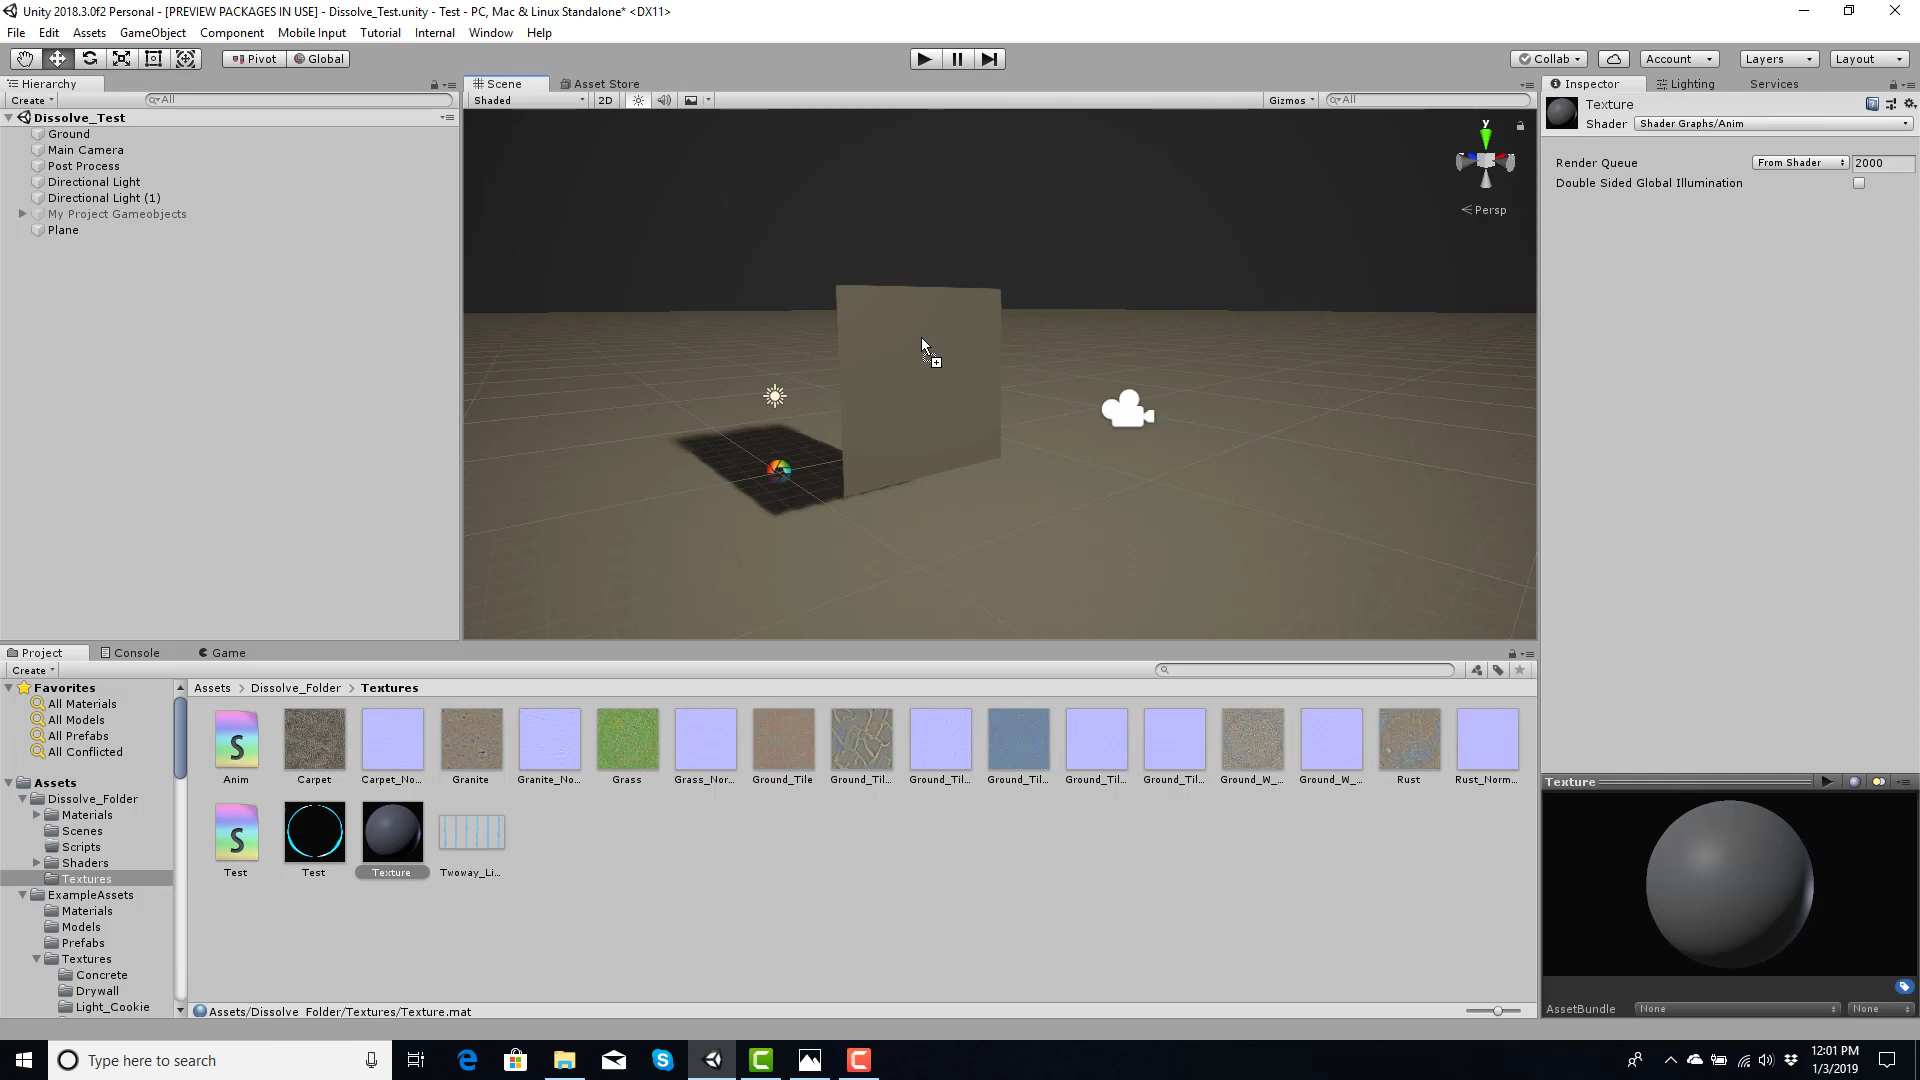 Unity 2018.3.0f2 Personal - [PREVIEW PACKAGES IN USE] - Dissolve_Test.unity - Test - PC, Mac & Linux Standalone* <DX11>
File Edit Assets GameObject Component Mobile Input Tutorial Internal Window Help
Pivot Global Collab Account Layers Layout
Hierarchy Scene Asset Store Inspector Lighting Services
Create All Shaded 2D Gizmos All
Texture
Shader Shader Graphs/Anim
Dissolve_Test
Ground
Main Camera
Post Process
Directional Light
Directional Light (1)
My Project Gameobjects
Plane
y
Persp
Render Queue From Shader 2000
Double Sided Global Illumination
Project Console Game
Create
Favorites
All Materials
All Models
All Prefabs
All Conflicted
Assets
Dissolve_Folder
Materials
Scenes
Scripts
Shaders
Textures
ExampleAssets
Materials
Models
Prefabs
Textures
Concrete
Drywall
Light_Cookie
Assets > Dissolve_Folder > Textures
S
Anim Carpet Carpet_No... Granite Granite_No... Grass Grass_Nor... Ground_Tile Ground_Til... Ground_Til... Ground_Til... Ground_Til... Ground_Til... Ground_W_... Ground_W_... Rust Rust_Norm...
S
Test Test Texture Twoway_Li...
Assets/Dissolve_Folder/Textures/Texture.mat
Texture
AssetBundle None None
Type here to search
12:01 PM
1/3/2019